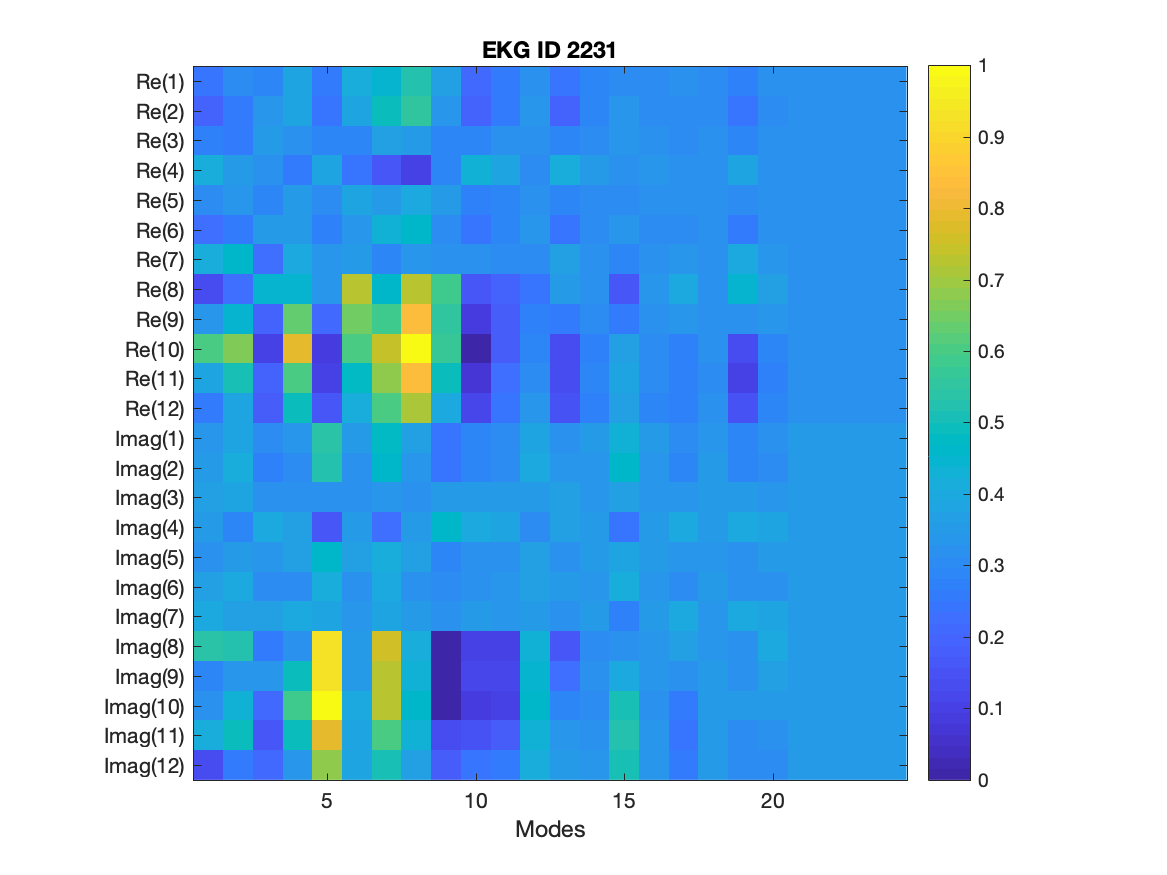 EKG ID 2231
Re(1)
Re(2)
Re(3)
Re(4)
Re(5)
Re(6)
Re(7)
Re(8)
Re(9)
Re(10)
Re(11)
Re(12)
Imag(1)
Imag(2)
Imag(3)
Imag(4)
Imag(5)
Imag(6)
Imag(7)
Imag(8)
Imag(9)
Imag(10)
Imag(11)
Imag(12)
5 10 15 20
Modes
1
0.9
0.8
0.7
0.6
0.5
0.4
0.3
0.2
0.1
0